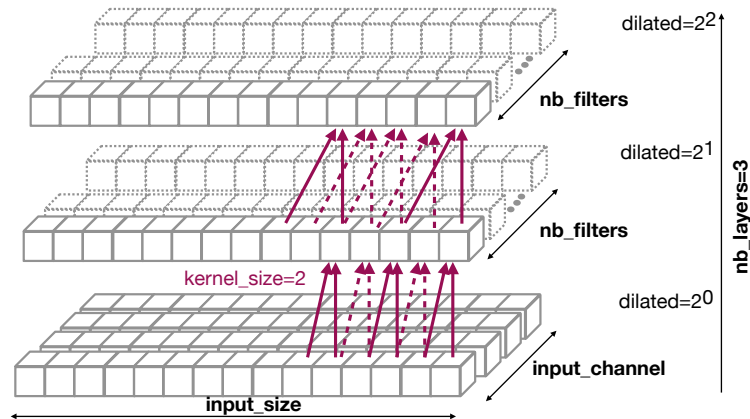 dilated=2²
nb_filters
dilated=2¹
nb_filters
nb_layers=3
kernel_size=2
dilated=2⁰
input_channel
input_size